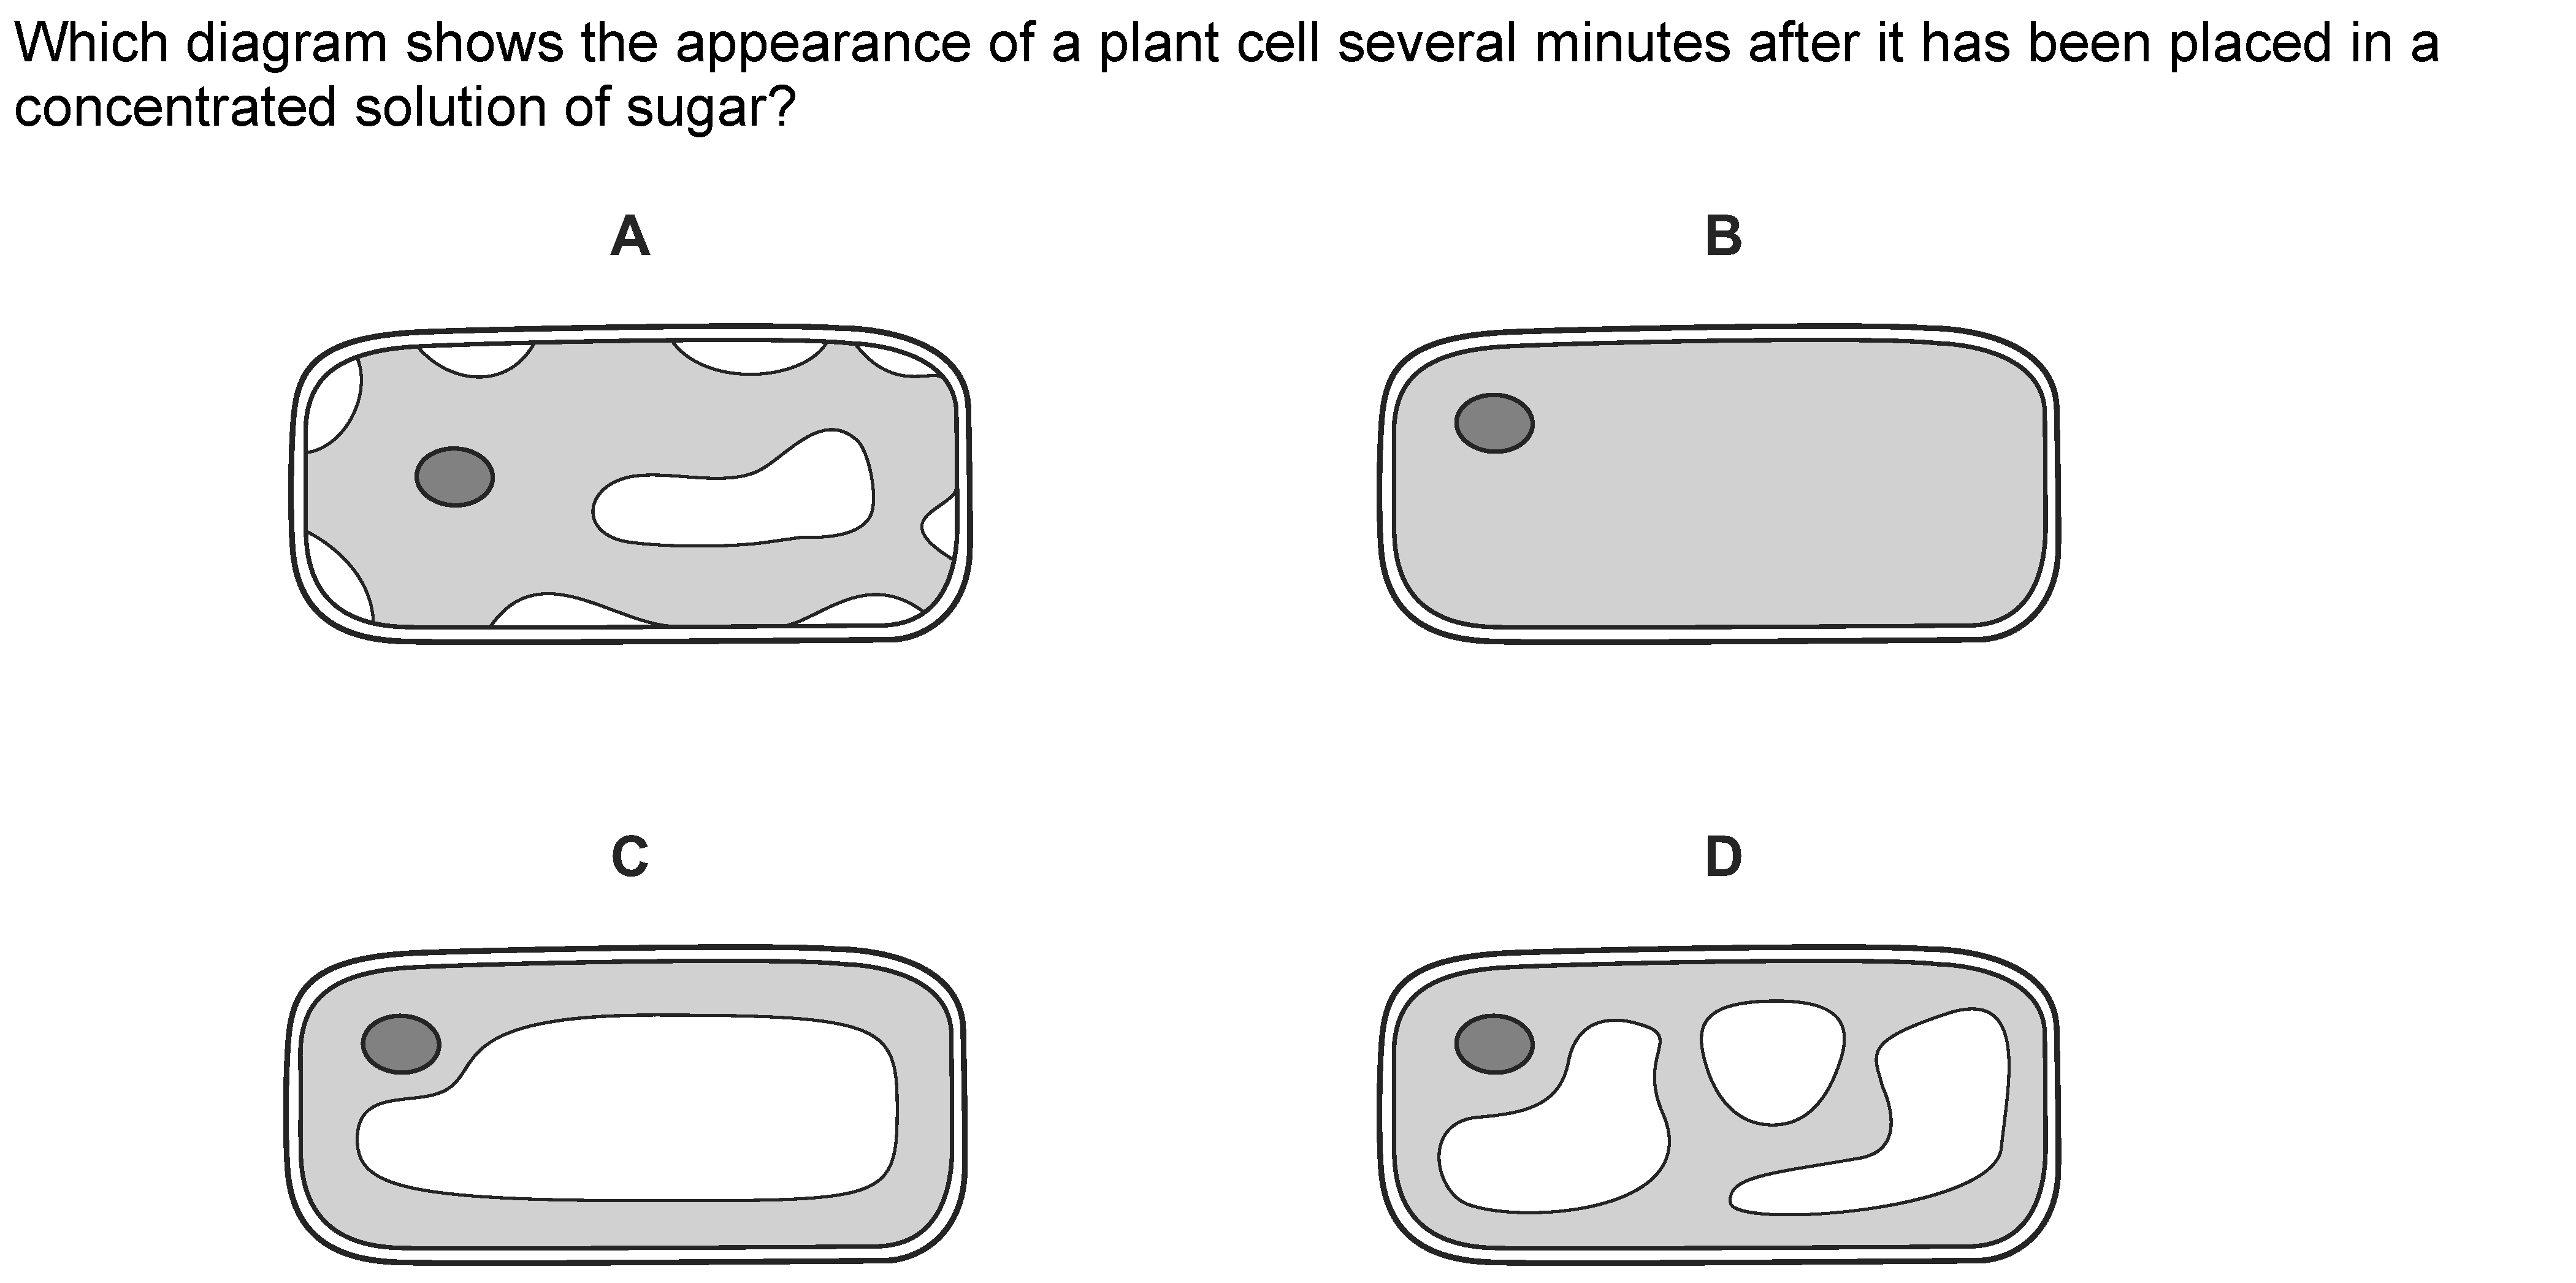 Which diagram shows the appearance of a plant cell several minutes after it has been placed in a
concentrated solution of sugar?
A
B
C
D